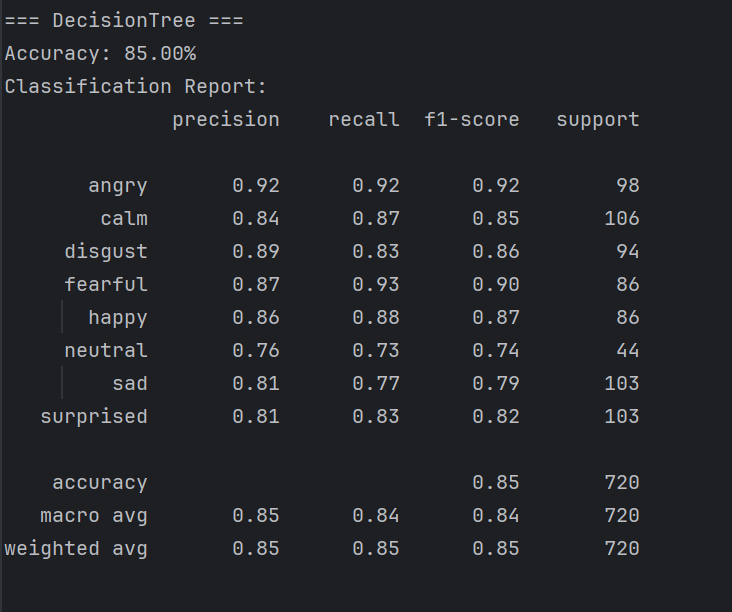 === DecisionTree ===
Accuracy: 85.00%
Classification Report:
precision recall f1-score support
angry 0.92 0.92 0.92 98
calm 0.84 0.87 0.85 106
disgust 0.89 0.83 0.86 94
fearful 0.87 0.93 0.90 86
happy 0.86 0.88 0.87 86
neutral 0.76 0.73 0.74 44
sad 0.81 0.77 0.79 103
surprised 0.81 0.83 0.82 103
accuracy 0.85 720
macro avg 0.85 0.84 0.84 720
weighted avg 0.85 0.85 0.85 720